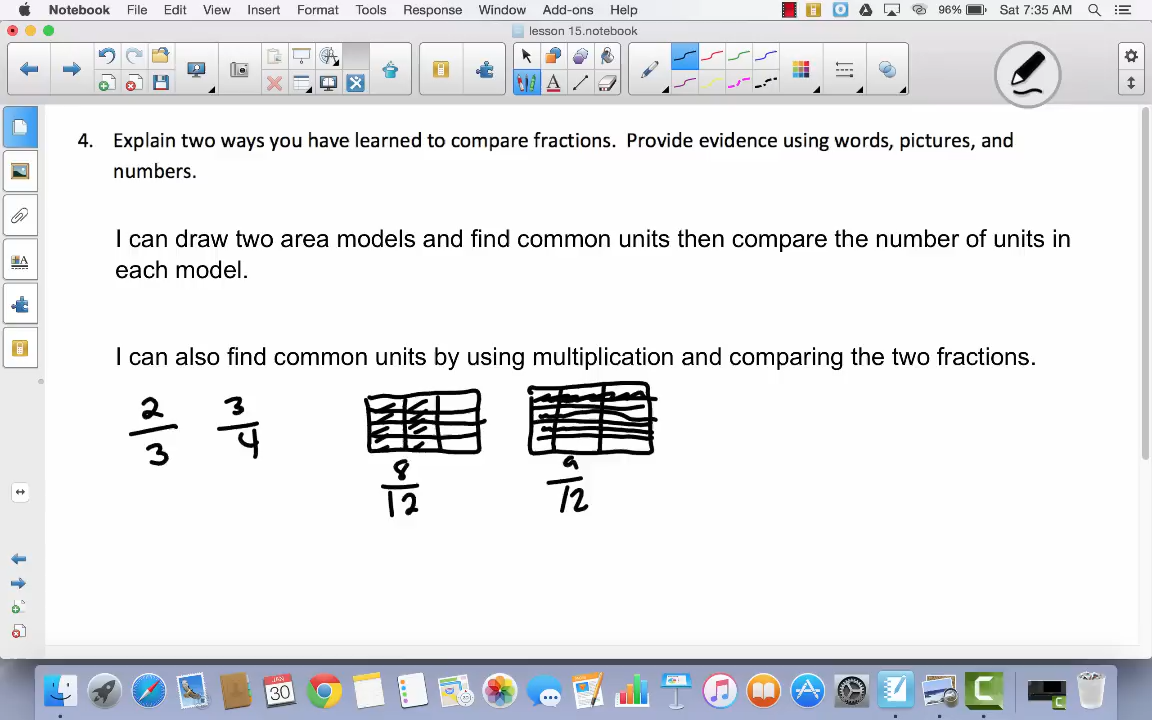 Notebook File Edit View Insert Format Tools Response Window Add-ons Help 96% Sat 7:35 AM
lesson 15.notebook
4. Explain two ways you have learned to compare fractions. Provide evidence using words, pictures, and
numbers.
I can draw two area models and find common units then compare the number of units in
each model.
I can also find common units by using multiplication and comparing the two fractions.
2 3
3 4
8 9
12 12
JAN
30